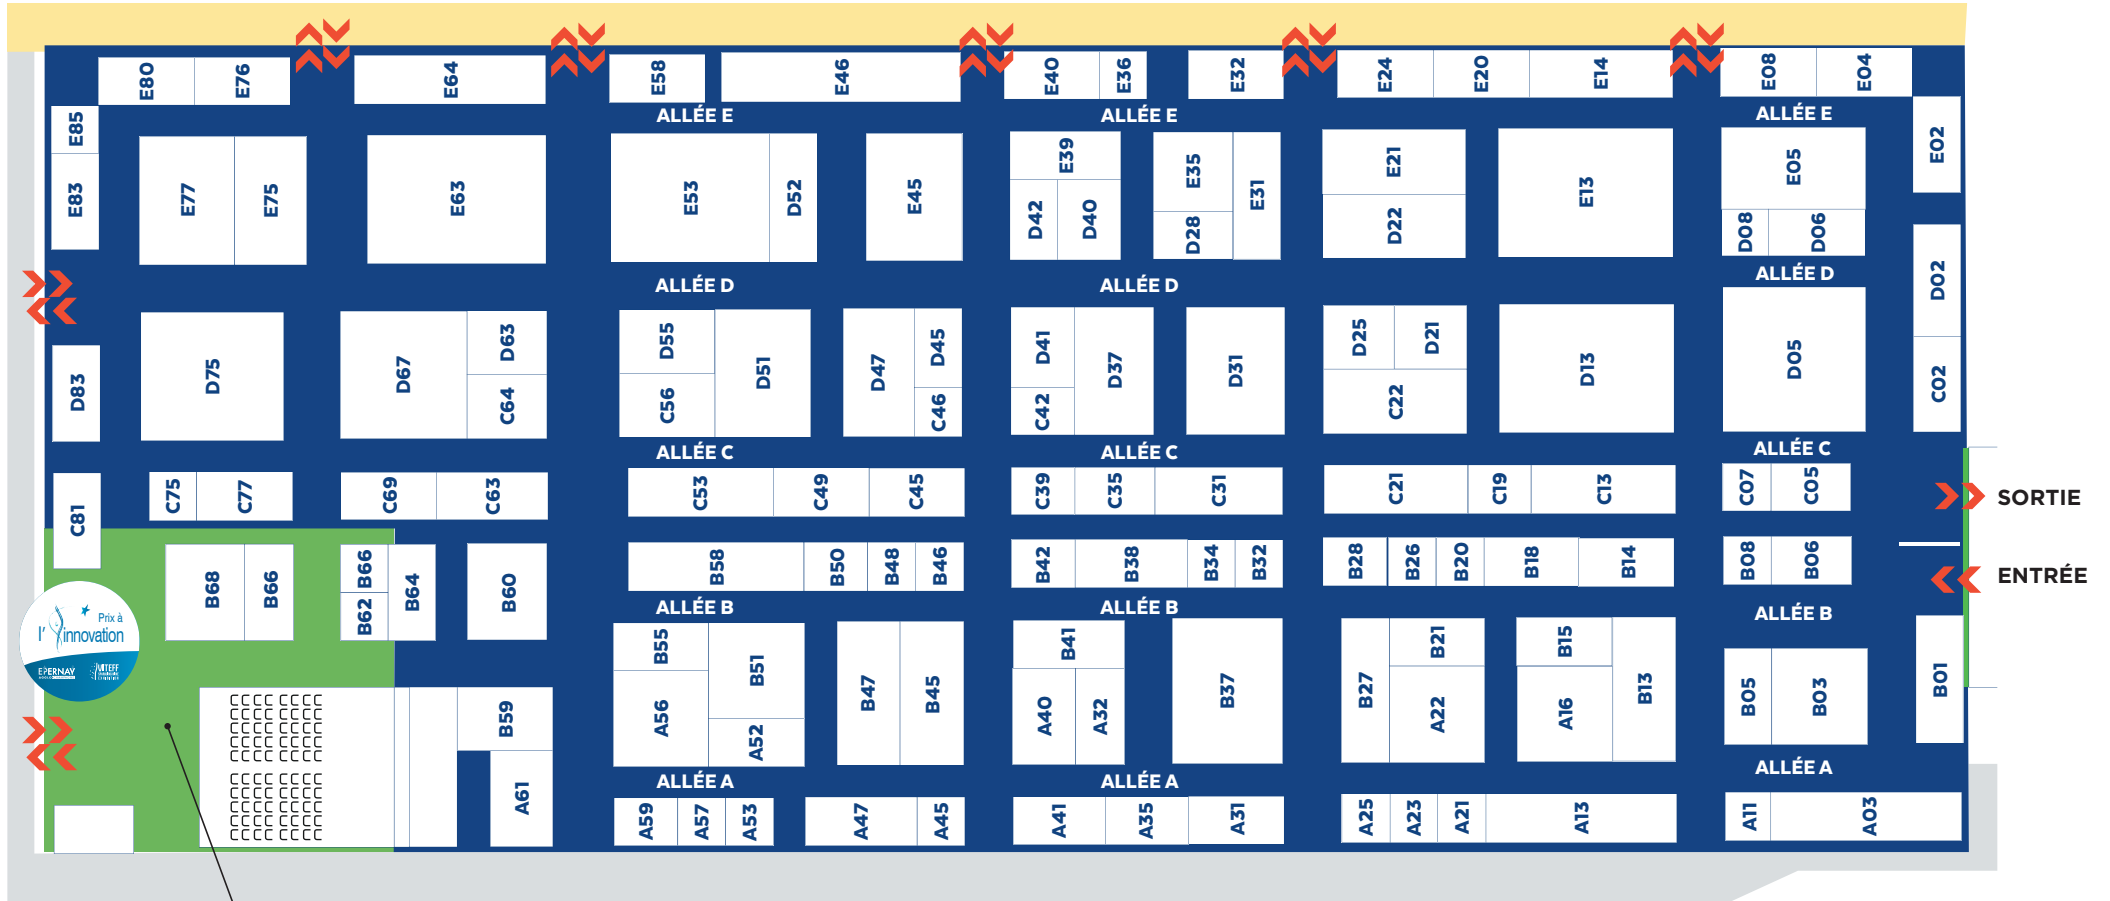 E80
E76
E64
E58
E46
E40
E36
E32
E24
E20
E14
E08
E04
E85
E83
E02
ALLÉE E
ALLÉE E
ALLÉE E
E77
E75
E63
E53
D52
E45
E39
D42
D40
E35
D28
E31
E21
D22
E13
E05
D08
D06
D02
C02
ALLÉE D
ALLÉE D
ALLÉE D
D83
D75
D67
D63
C64
D55
C56
D51
D47
D45
C46
D41
C42
D37
D31
D25
D21
C22
D13
D05
ALLÉE C
ALLÉE C
ALLÉE C
C81
C75
C77
C69
C63
C53
C49
C45
C39
C35
C31
C21
C19
C13
C07
C05
SORTIE
ENTRÉE
B68
B66
B66
B62
B64
B60
B58
B50
B48
B46
B42
B38
B34
B32
B28
B26
B20
B18
B14
B08
B06
ALLÉE B
ALLÉE B
ALLÉE B
Prix à
l'innovation
EPERNAY
VITEFF
B59
A61
B55
A56
B51
A52
B47
B45
B41
A40
A32
B37
B27
B21
A22
B15
A16
B13
B05
B03
B01
ALLÉE A
ALLÉE A
ALLÉE A
A59
A57
A53
A47
A45
A41
A35
A31
A25
A23
A21
A13
A11
A03